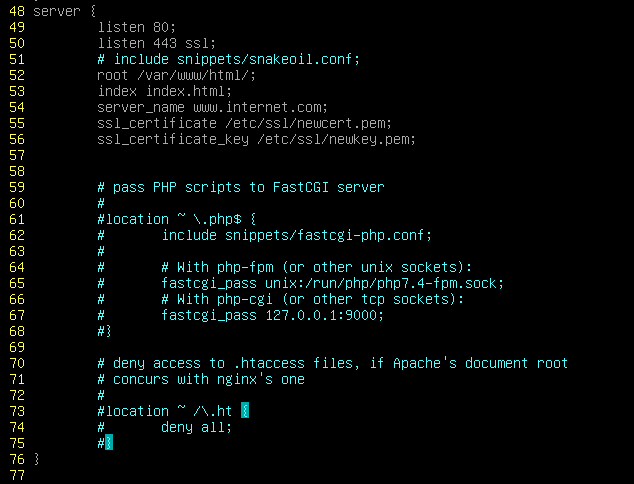 48 server {
49         listen 80;
50         listen 443 ssl;
51         # include snippets/snakeoil.conf;
52         root /var/www/html/;
53         index index.html;
54         server_name www.internet.com;
55         ssl_certificate /etc/ssl/newcert.pem;
56         ssl_certificate_key /etc/ssl/newkey.pem;
57
58
59         # pass PHP scripts to FastCGI server
60         #
61         #location ~ \.php$ {
62         #       include snippets/fastcgi-php.conf;
63         #
64         #       # With php-fpm (or other unix sockets):
65         #       fastcgi_pass unix:/run/php/php7.4-fpm.sock;
66         #       # With php-cgi (or other tcp sockets):
67         #       fastcgi_pass 127.0.0.1:9000;
68         #}
69
70         # deny access to .htaccess files, if Apache's document root
71         # concurs with nginx's one
72         #
73         #location ~ /\.ht {
74         #       deny all;
75         #}
76 }
77